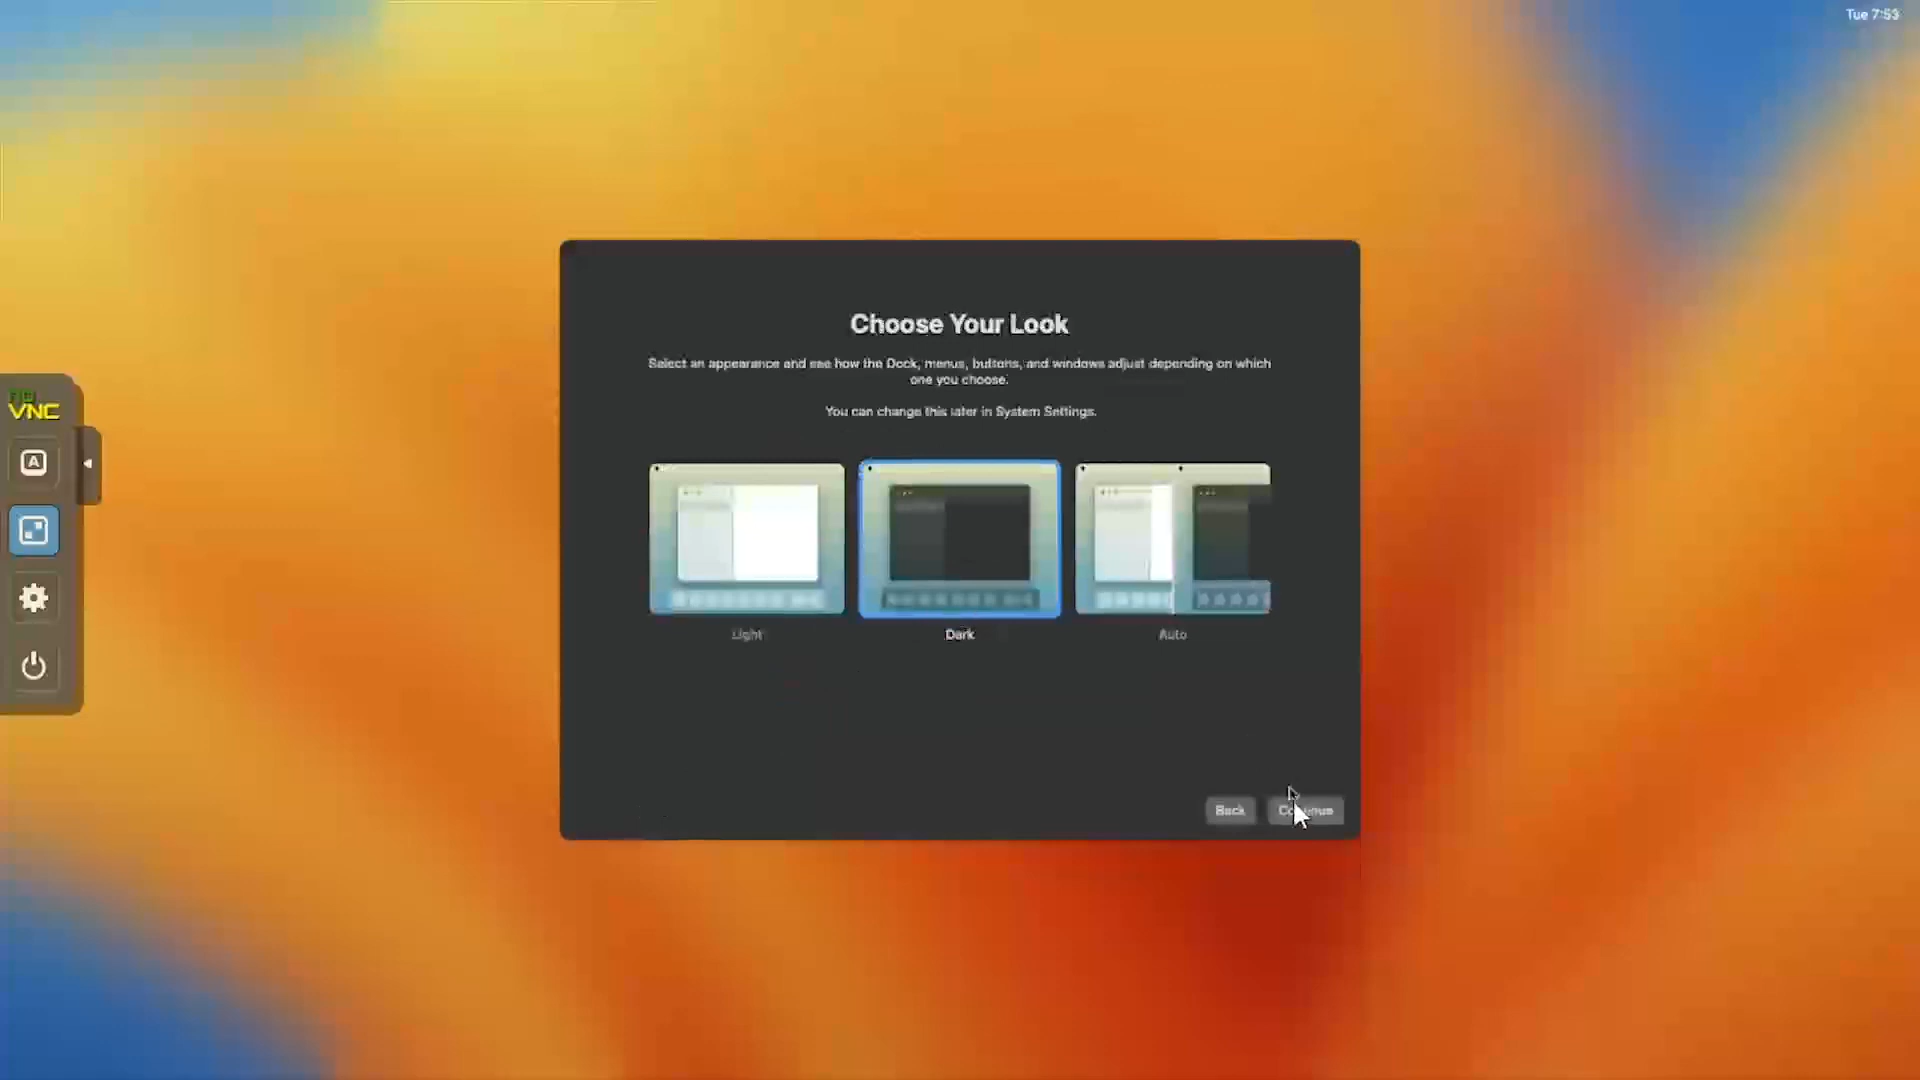 Tue 7:53
Choose Your Look
Select an appearance and see how the Dock, menus, buttons, and windows adjust depending on which
one you choose.
You can change this later in System Settings.
Light
Dark
Auto
no
VNC
A
Back